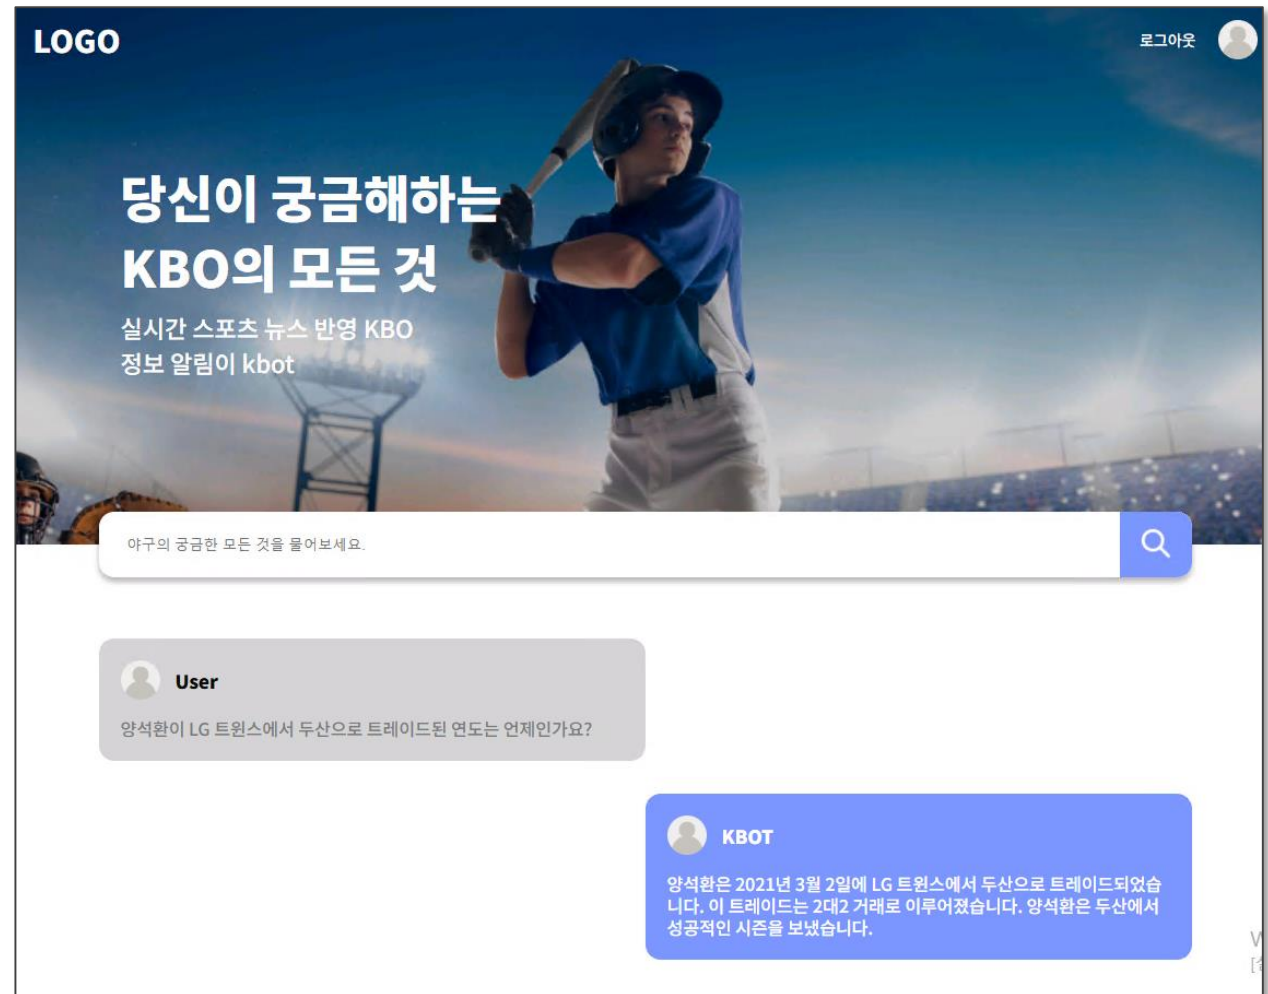 LOGO
로그아웃
당신이 궁금해하는
KBO의 모든 것
실시간 스포츠 뉴스 반영 KBO
정보 알림이 kbot
야구의 궁금한 모든 것을 물어보세요.
User
양석환이 LG 트윈스에서 두산으로 트레이드된 연도는 언제인가요?
KBOT
양석환은 2021년 3월 2일에 LG 트윈스에서 두산으로 트레이드되었습
니다. 이 트레이드는 2대2 거래로 이루어졌습니다. 양석환은 두산에서
성공적인 시즌을 보냈습니다.